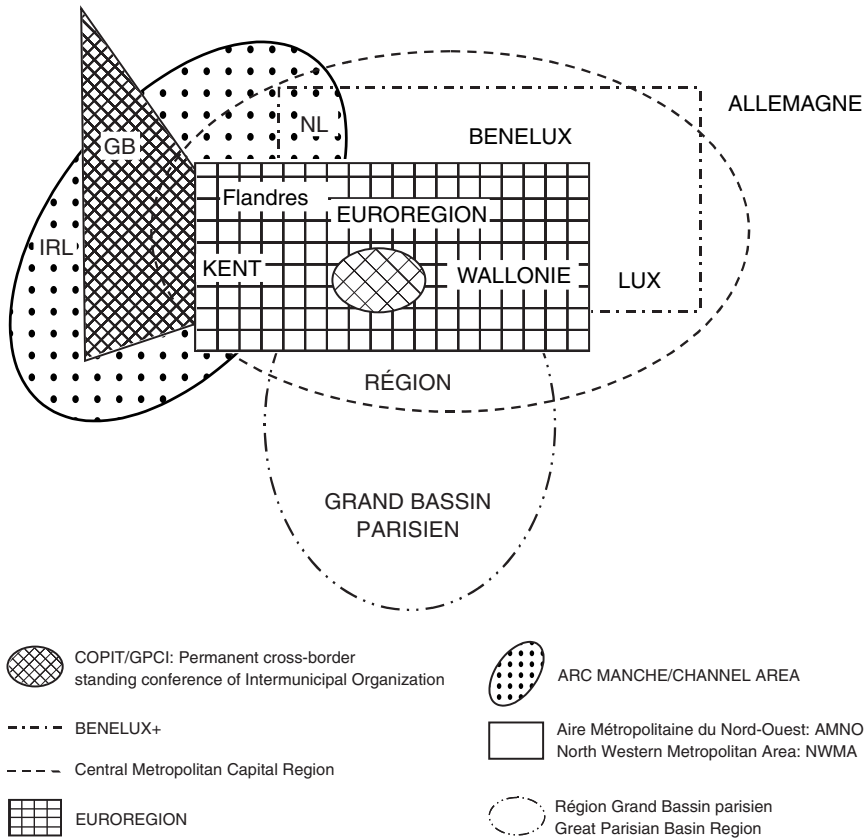 ALLEMAGNE
NL
BENELUX
GB
Flandres
EUROREGION
IRL
KENT
WALLONIE
LUX
RÉGION
GRAND BASSIN
PARISIEN
COPIT/GPCI: Permanent cross-border
standing conference of Intermunicipal Organization
BENELUX+
Central Metropolitan Capital Region
EUROREGION
ARC MANCHE/CHANNEL AREA
Aire Métropolitaine du Nord-Ouest: AMNO
North Western Metropolitan Area: NWMA
Région Grand Bassin parisien
Great Parisian Basin Region